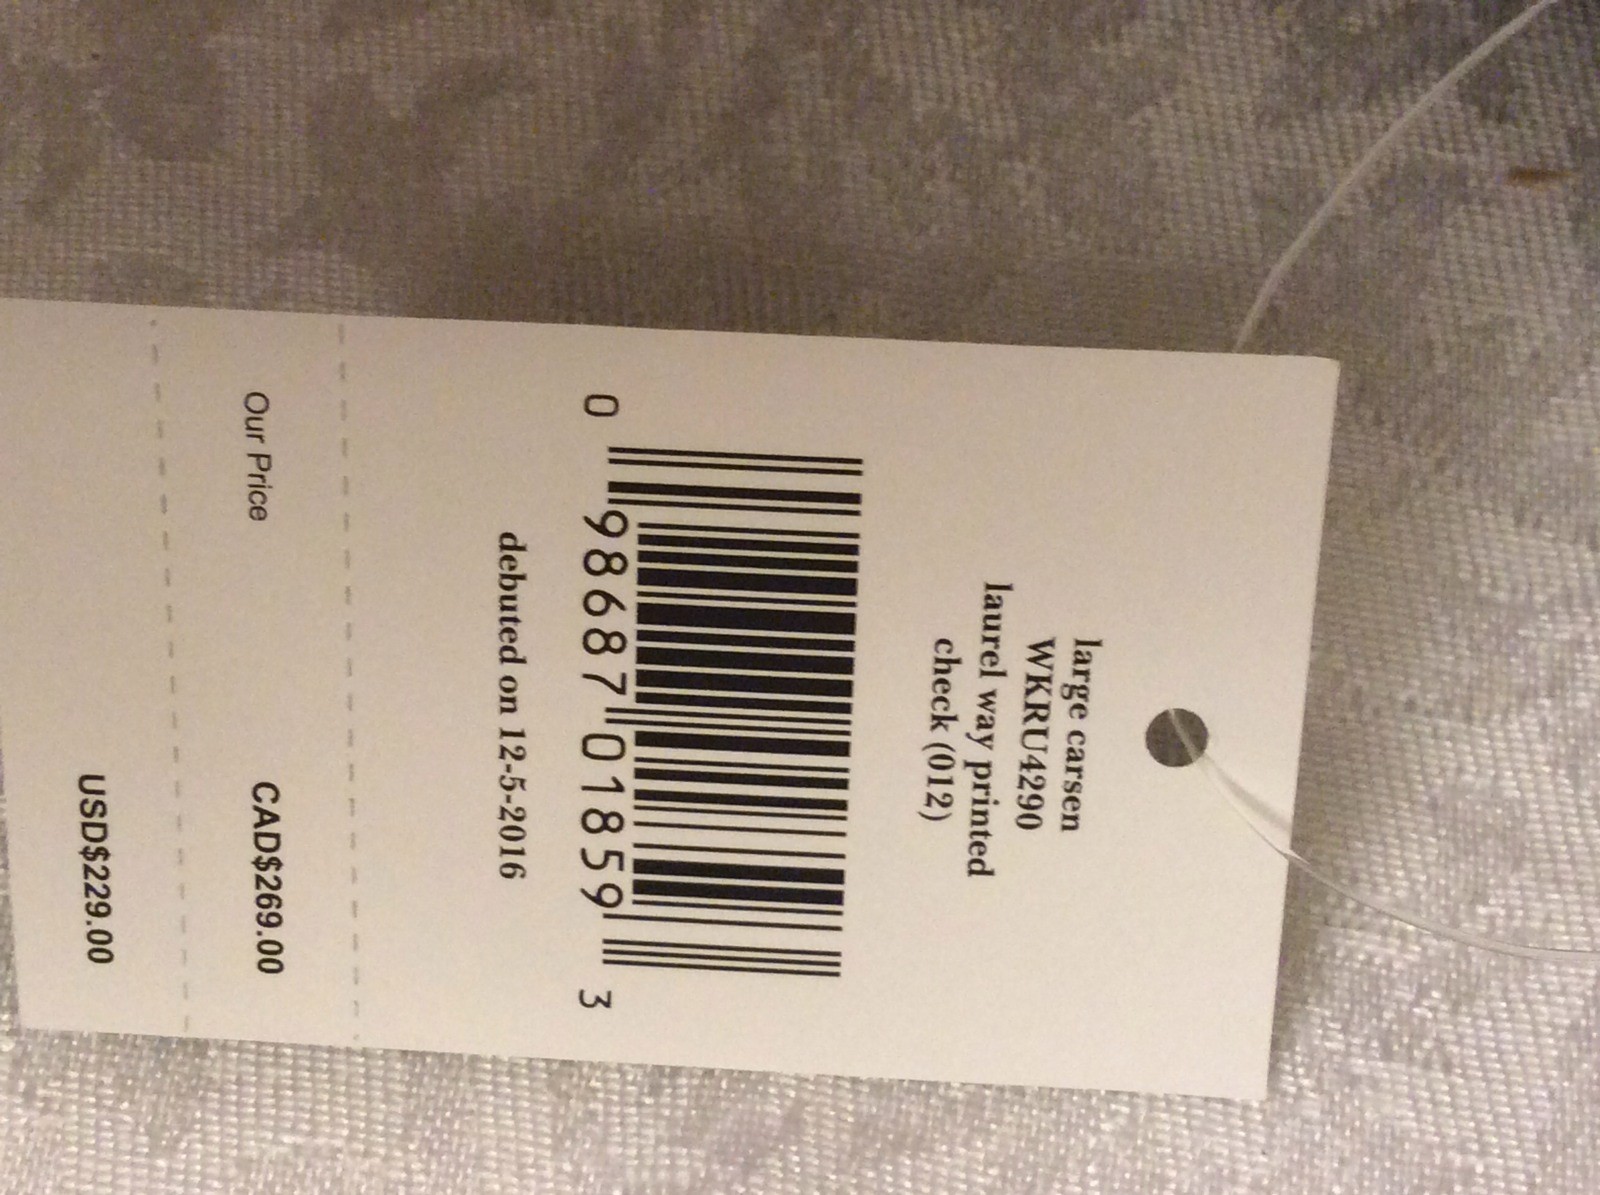 large carsen
WKRU4290
laurel way printed
check (012)
0 98687 01859 3
debuted on 12-5-2016
Our Price CAD$269.00
USD$229.00